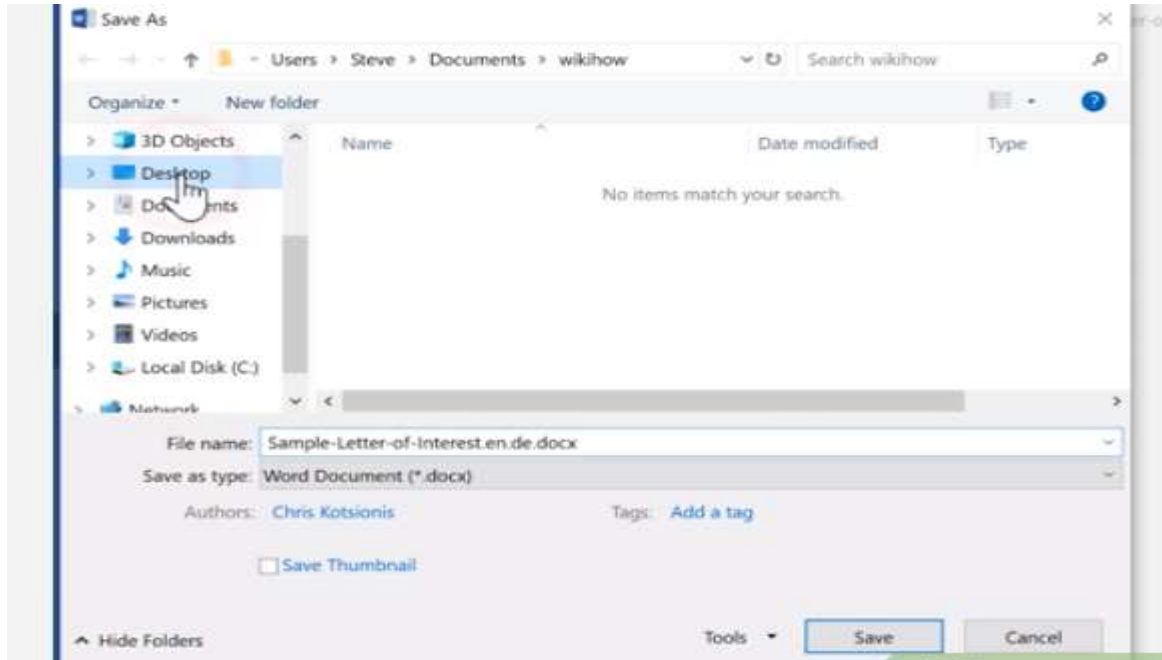 Save As
er-o
Users > Steve > Documents > wikihow Search wikihow
Organize New folder
3D Objects Name Date modified Type
Desktop
No items match your search.
Downloads
Music
Pictures
Videos
Local Disk (C:)
Network
File name: Sample-Letter-of-Interest.en.de.docx
Save as type: Word Document (*.docx)
Authors: Chris Kotsionis Tags: Add a tag
Save Thumbnail
Hide Folders Tools Save Cancel